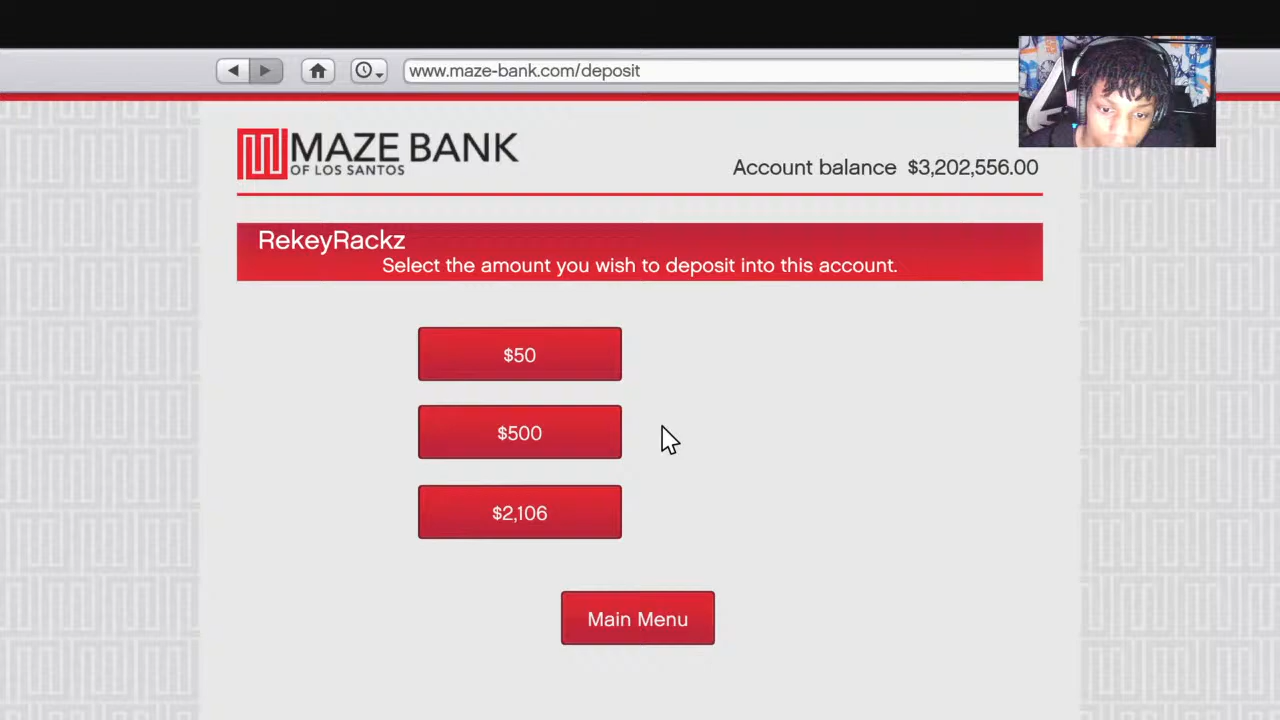 www.maze-bank.com/deposit
MAZE BANK
OF LOS SANTOS
Account balance $3,202,556.00
RekeyRackz
Select the amount you wish to deposit into this account.
$50
$500
$2,106
Main Menu